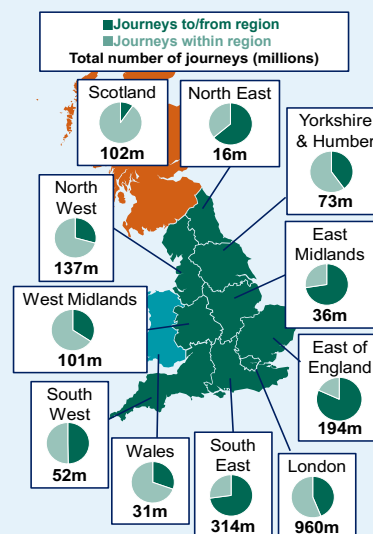 Journeys to/from region
Journeys within region
Total number of journeys (millions)
Scotland
102m
North East
16m
Yorkshire
& Humber
73m
North
West
137m
East
Midlands
36m
West Midlands
101m
East of
England
194m
South
West
52m
Wales
31m
South
East
314m
London
960m